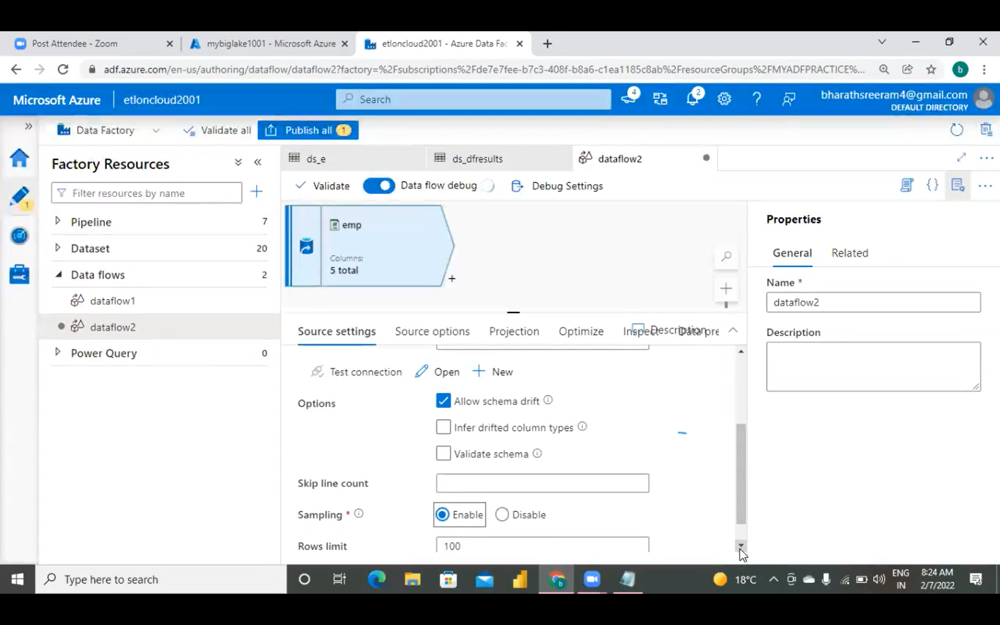 Post Attendee - Zoom
mybiglake1001 - Microsoft Azure
etloncloud2001 - Azure Data Fac
adf.azure.com/en-us/authoring/dataflow/dataflow2?factory=%2Fsubscriptions%2Fde7e7fee-b7c3-408f-b8a6-c1ea1185c8ab%2FresourceGroups%2FMYADFPRACTICE%...
b
Microsoft Azure
etloncloud2001
Search
4
2
bharathsreeram4@gmail.com
DEFAULT DIRECTORY
Data Factory
Validate all
Publish all 1
Factory Resources
Filter resources by name
1
Pipeline 7
Dataset 20
Data flows 2
dataflow1
dataflow2
Power Query 0
ds_e
ds_dfresults
dataflow2
Validate
Data flow debug
Debug Settings
emp
Columns:
5 total
Source settings
Source options
Projection
Optimize
Inspect
Description
Data pre
Test connection
Open
New
Options
Allow schema drift
Infer drifted column types
Validate schema
Skip line count
Sampling *
Enable
Disable
Rows limit
100
Properties
General
Related
Name *
dataflow2
Description
Type here to search
b
18°C
ENG
IN
8:24 AM
2/7/2022